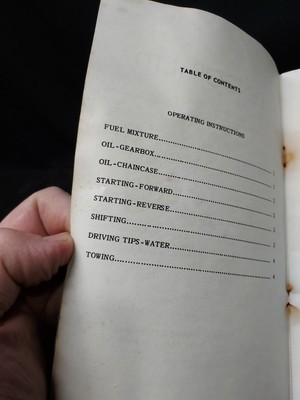 TABLE OF CONTENTS
OPERATING INSTRUCTIONS
FUEL MIXTURE
OIL-GEARBOX
OIL-CHAINCASE
STARTING-FORWARD
STARTING-REVERSE
SHIFTING
DRIVING TIPS-WATER
TOWING